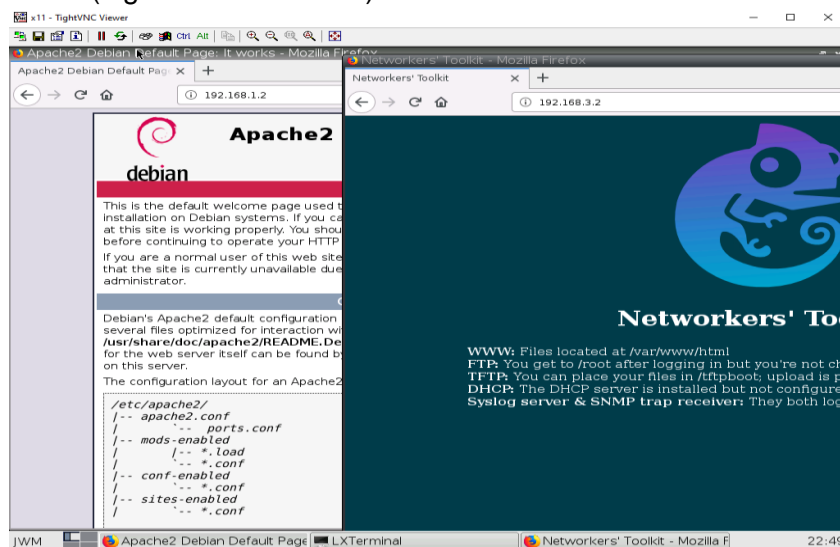 x11 - TightVNC Viewer
Ctrl Alt
Apache2 Debian Default Page: It works - Mozilla Firefox
Apache2 Debian Default Pag
192.168.1.2
debian
Apache2
This is the default welcome page used t
installation on Debian systems. If you ca
at this site is working properly. You shou
before continuing to operate your HTTP
If you are a normal user of this web site
that the site is currently unavailable due
administrator.
Debian's Apache2 default configuration
several files optimized for interaction wi
/usr/share/doc/apache2/README.De
for the web server itself can be found by
on this server.
The configuration layout for an Apache2
/etc/apache2/
|-- apache2.conf
|       `--  ports.conf
|-- mods-enabled
|       |-- *.load
|       `-- *.conf
|-- conf-enabled
|       `-- *.conf
|-- sites-enabled
|       `-- *.conf
Networkers' Toolkit - Mozilla Firefox
Networkers' Toolkit
192.168.3.2
Networkers' Too
WWW: Files located at /var/www/html
FTP: You get to /root after logging in but you're not ch
TFTP: You can place your files in /tftpboot; upload is p
DHCP: The DHCP server is installed but not configure
Syslog server & SNMP trap receiver: They both log
JWM
Apache2 Debian Default Page
LXTerminal
Networkers' Toolkit - Mozilla F